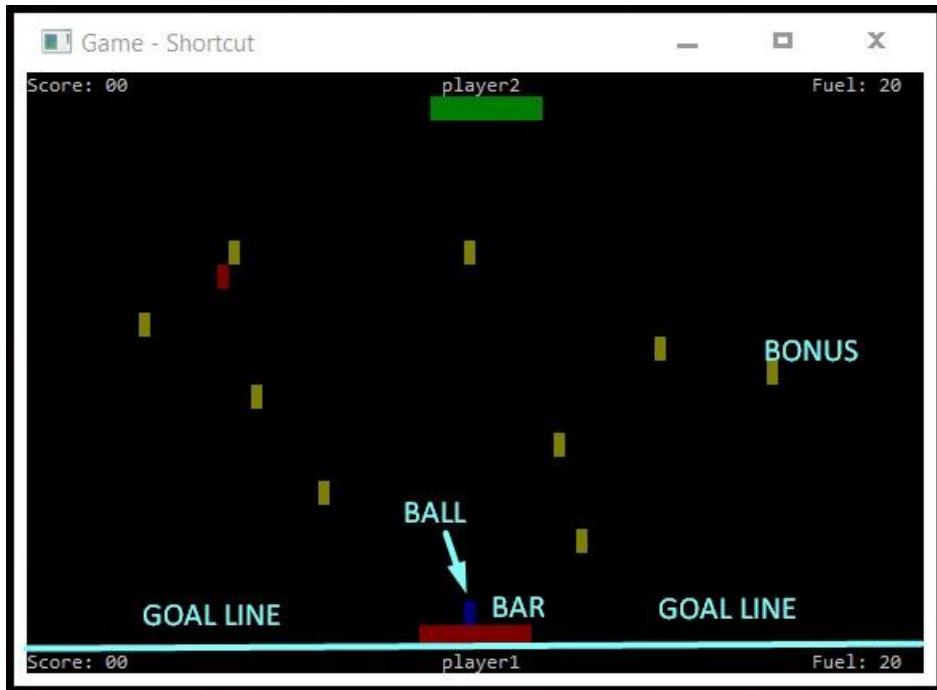 Game - Shortcut
Score: 00 player2 Fuel: 20
BONUS
BALL
BAR
GOAL LINE GOAL LINE
Score: 00 player1 Fuel: 20